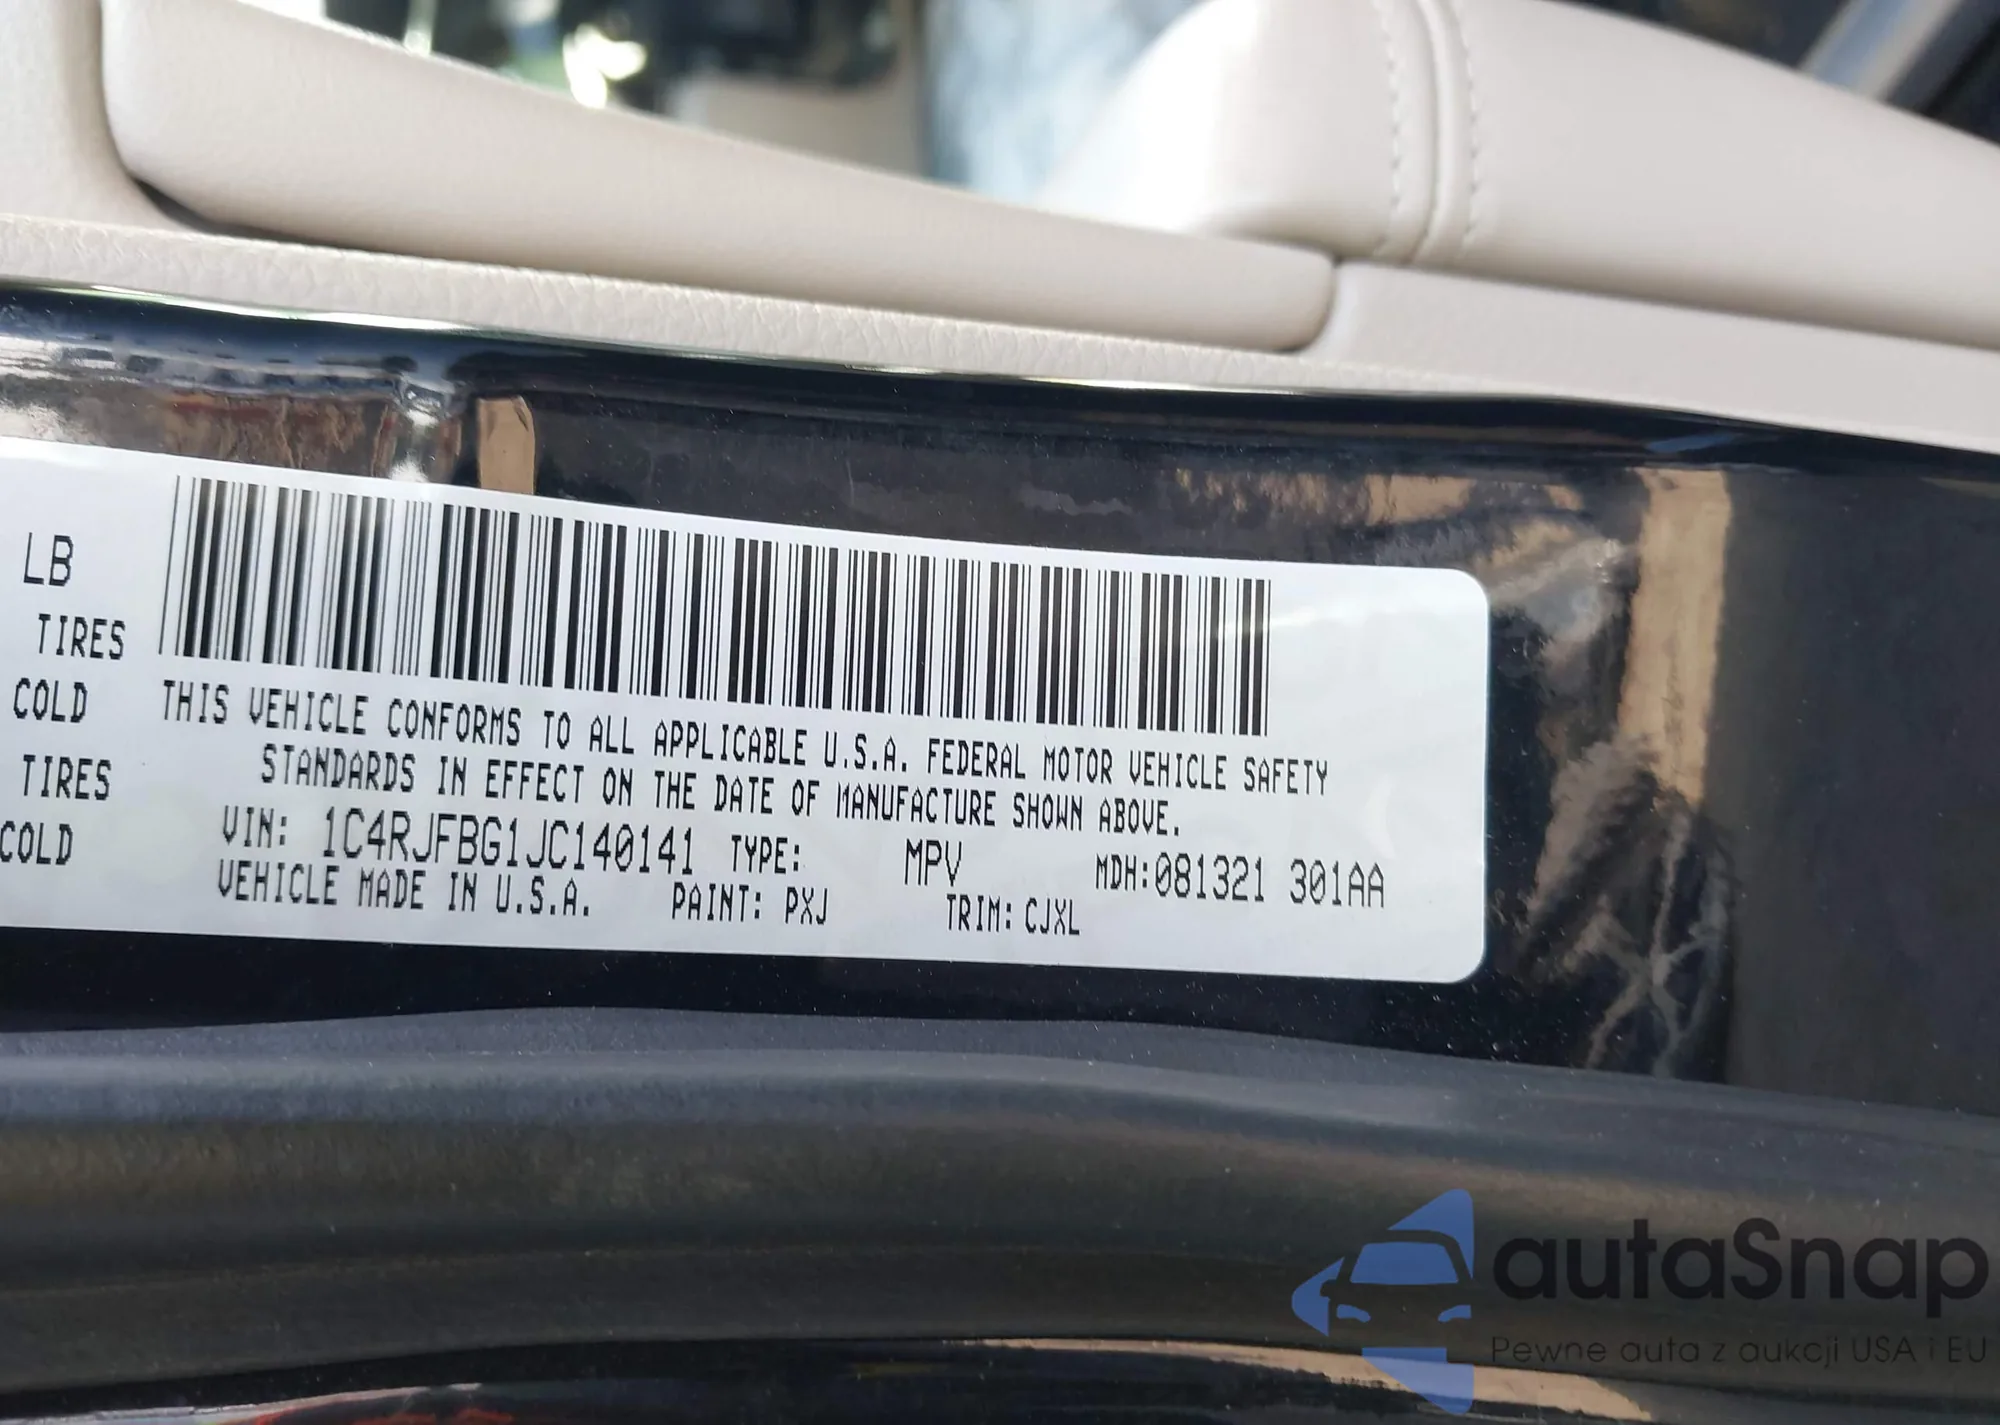 LB
TIRES
COLD
TIRES
COLD
THIS VEHICLE CONFORMS TO ALL APPLICABLE U.S.A. FEDERAL MOTOR VEHICLE SAFETY
STANDARDS IN EFFECT ON THE DATE OF MANUFACTURE SHOWN ABOVE.
VIN: 1C4RJFBG1JC140141 TYPE: MPV MDH:081321 301AA
VEHICLE MADE IN U.S.A. PAINT: PXJ TRIM: CJXL
autaSnap
Pewne auta z aukcji USA i EU